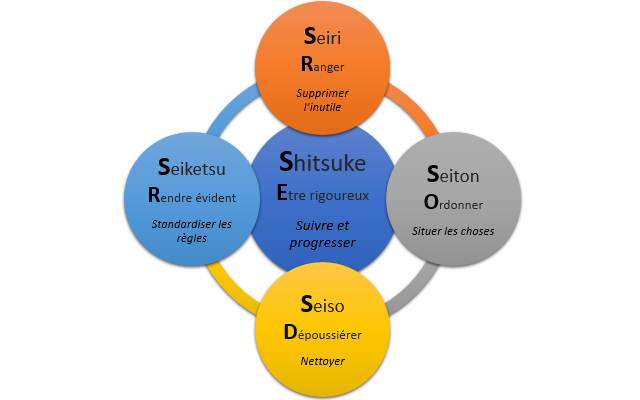 Seiri
Ranger
Supprimer
l'inutile
Seiketsu
Rendre évident
Standardiser les
règles
Shitsuke
Etre rigoureux
Suivre et
progresser
Seiton
Ordonner
Situer les choses
Seiso
Dépoussiérer
Nettoyer